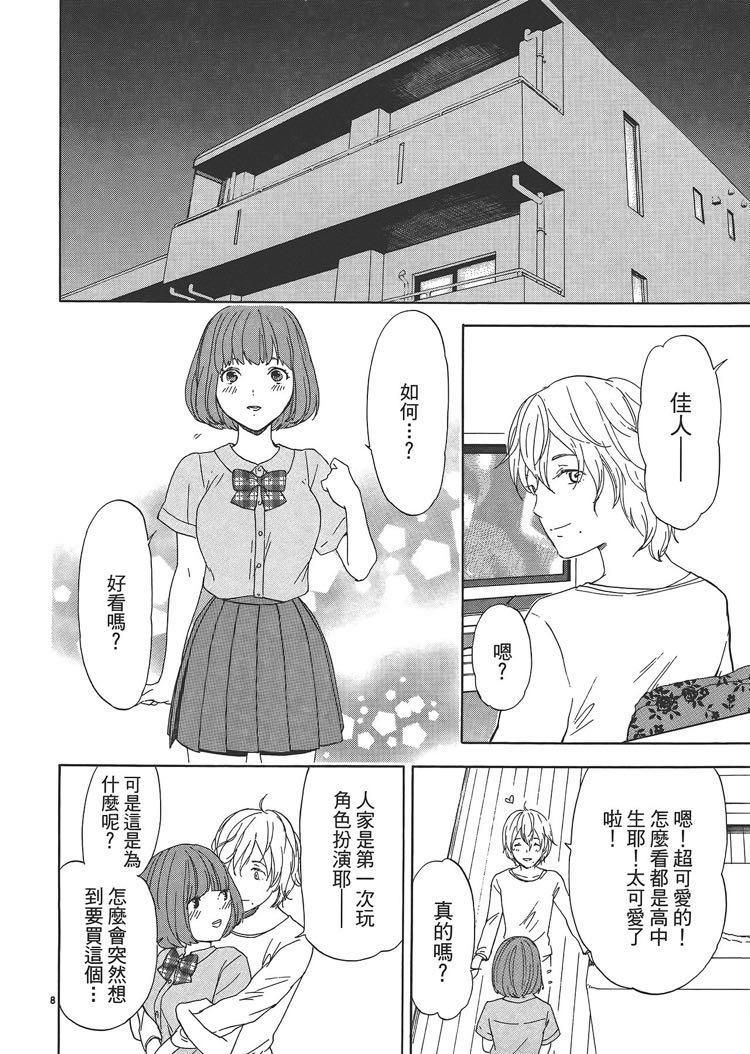 佳人——
嗯?
如何…?
好看嗎?
嗯!超可愛的!
怎麼看都是高中
生耶!太可愛了
啦!
真的嗎?
人家是第一次玩
角色扮演耶——
可是這是為
什麼呢?
怎麼會突然想
到要買這個…
8